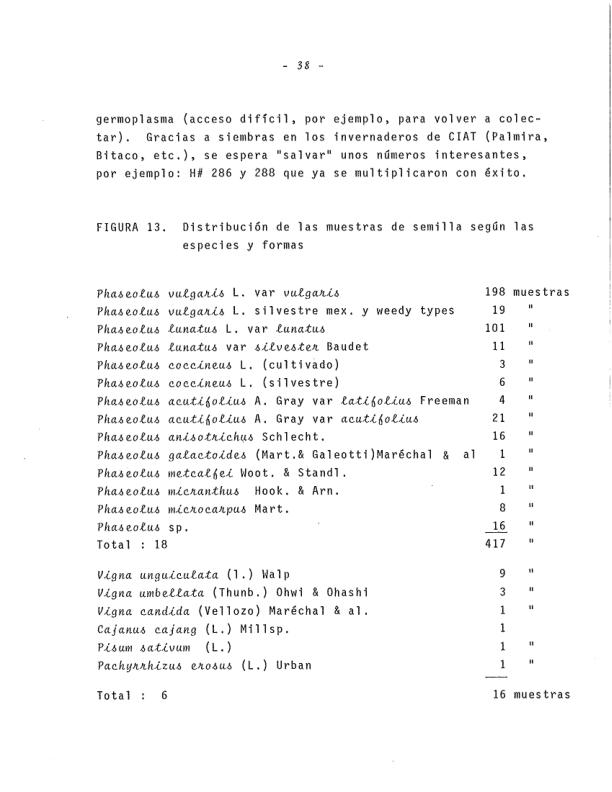 - 38 -
germoplasma (acceso difícil, por ejemplo, para volver a colec-
tar). Gracias a siembras en los invernaderos de CIAT (Palmira,
Bitaco, etc.), se espera "salvar" unos números interesantes,
por ejemplo: H# 286 y 288 que ya se multiplicaron con éxito.
FIGURA 13. Distribución de las muestras de semilla según las
especies y formas
Phaseolus vulgaris L. var vulgaris 198 muestras
Phaseolus vulgaris L. silvestre mex. y weedy types 19 "
Phaseolus lunatus L. var lunatus 101 "
Phaseolus lunatus var silvester Baudet 11 "
Phaseolus coccineus L. (cultivado) 3 "
Phaseolus coccineus L. (silvestre) 6 "
Phaseolus acutifolius A. Gray var latifolius Freeman 4 "
Phaseolus acutifolius A. Gray var acutifolius 21 "
Phaseolus anisotrichus Schlecht. 16 "
Phaseolus galactoides (Mart.& Galeotti)Maréchal & al 1 "
Phaseolus metcalfei Woot. & Standl. 12 "
Phaseolus micranthus Hook. & Arn. 1 "
Phaseolus microcarpus Mart. 8 "
Phaseolus sp. 16 "
Total : 18 417 "
Vigna unguiculata (l.) Walp 9 "
Vigna umbellata (Thunb.) Ohwi & Ohashi 3 "
Vigna candida (Vellozo) Maréchal & al. 1 "
Cajanus cajang (L.) Millsp. 1
Pisum sativum (L.) 1 "
Pachyrrhizus erosus (L.) Urban 1 "
Total : 6 16 muestras